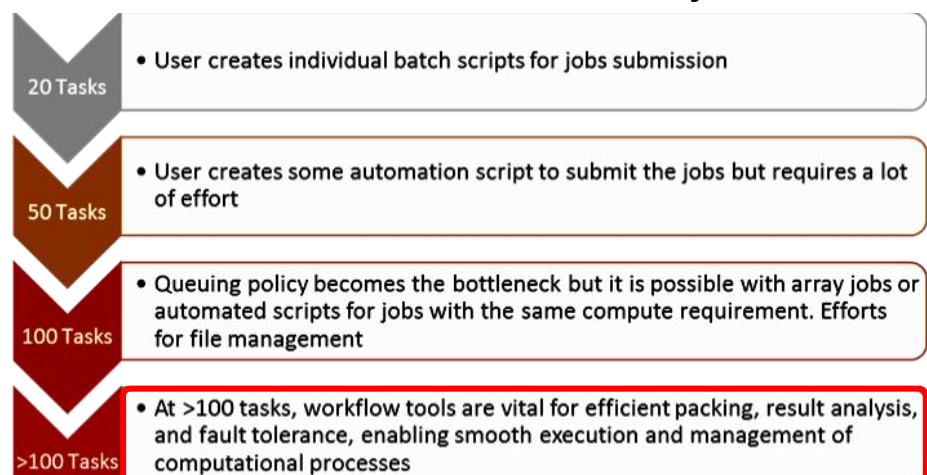 20 Tasks
• User creates individual batch scripts for jobs submission
50 Tasks
• User creates some automation script to submit the jobs but requires a lot
of effort
100 Tasks
• Queuing policy becomes the bottleneck but it is possible with array jobs or
automated scripts for jobs with the same compute requirement. Efforts
for file management
>100 Tasks
• At >100 tasks, workflow tools are vital for efficient packing, result analysis,
and fault tolerance, enabling smooth execution and management of
computational processes